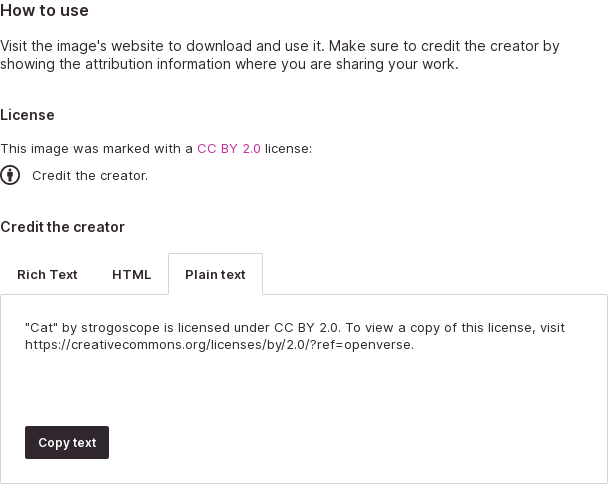 How to use
Visit the image's website to download and use it. Make sure to credit the creator by
showing the attribution information where you are sharing your work.
License
This image was marked with a CC BY 2.0 license:
Credit the creator.
Credit the creator
Rich Text HTML Plain text
"Cat" by strogoscope is licensed under CC BY 2.0. To view a copy of this license, visit
https://creativecommons.org/licenses/by/2.0/?ref=openverse.
Copy text